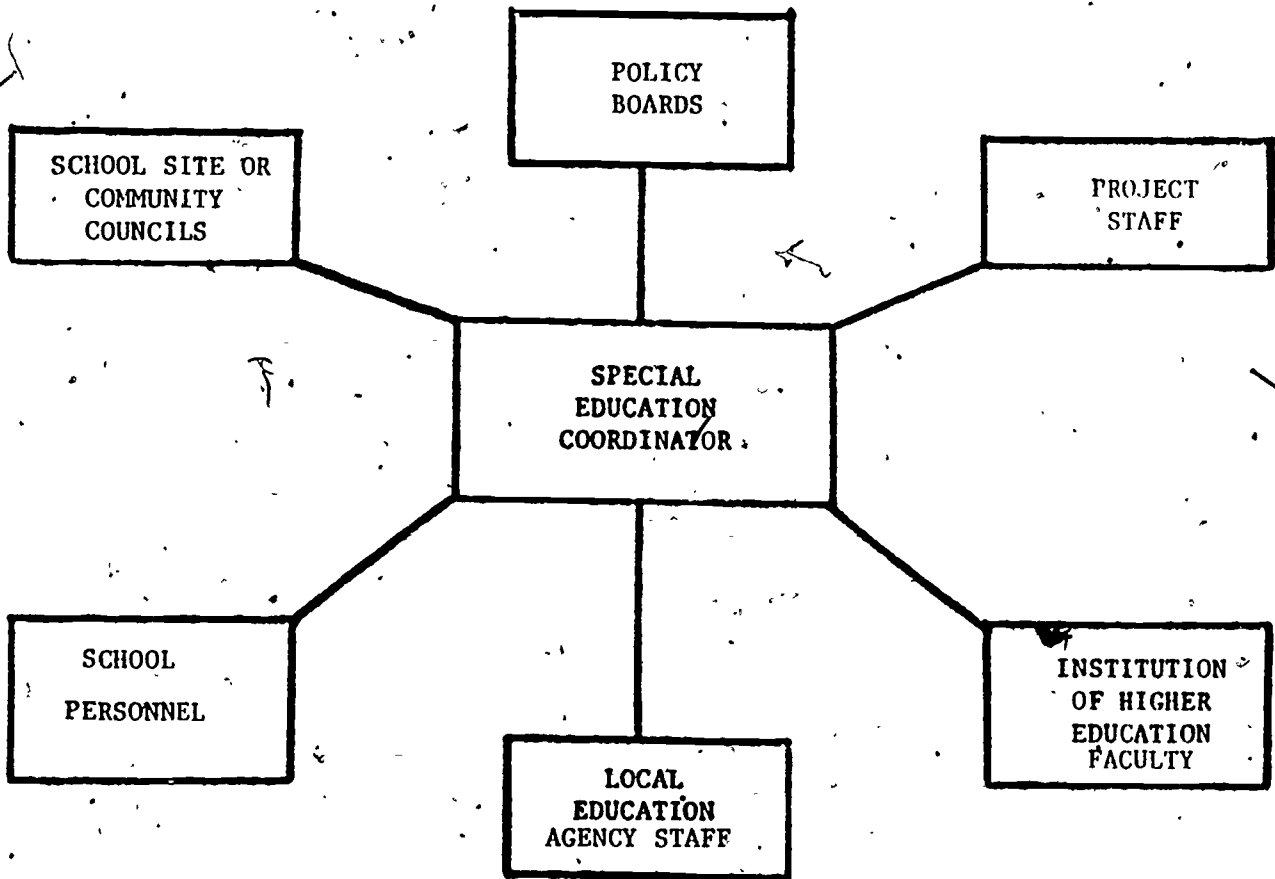 POLICY
BOARDS
SCHOOL SITE OR
COMMUNITY
COUNCILS
PROJECT
STAFF
SPECIAL
EDUCATION
COORDINATOR
SCHOOL
PERSONNEL
INSTITUTION
OF HIGHER
EDUCATION
FACULTY
LOCAL
EDUCATION
AGENCY STAFF